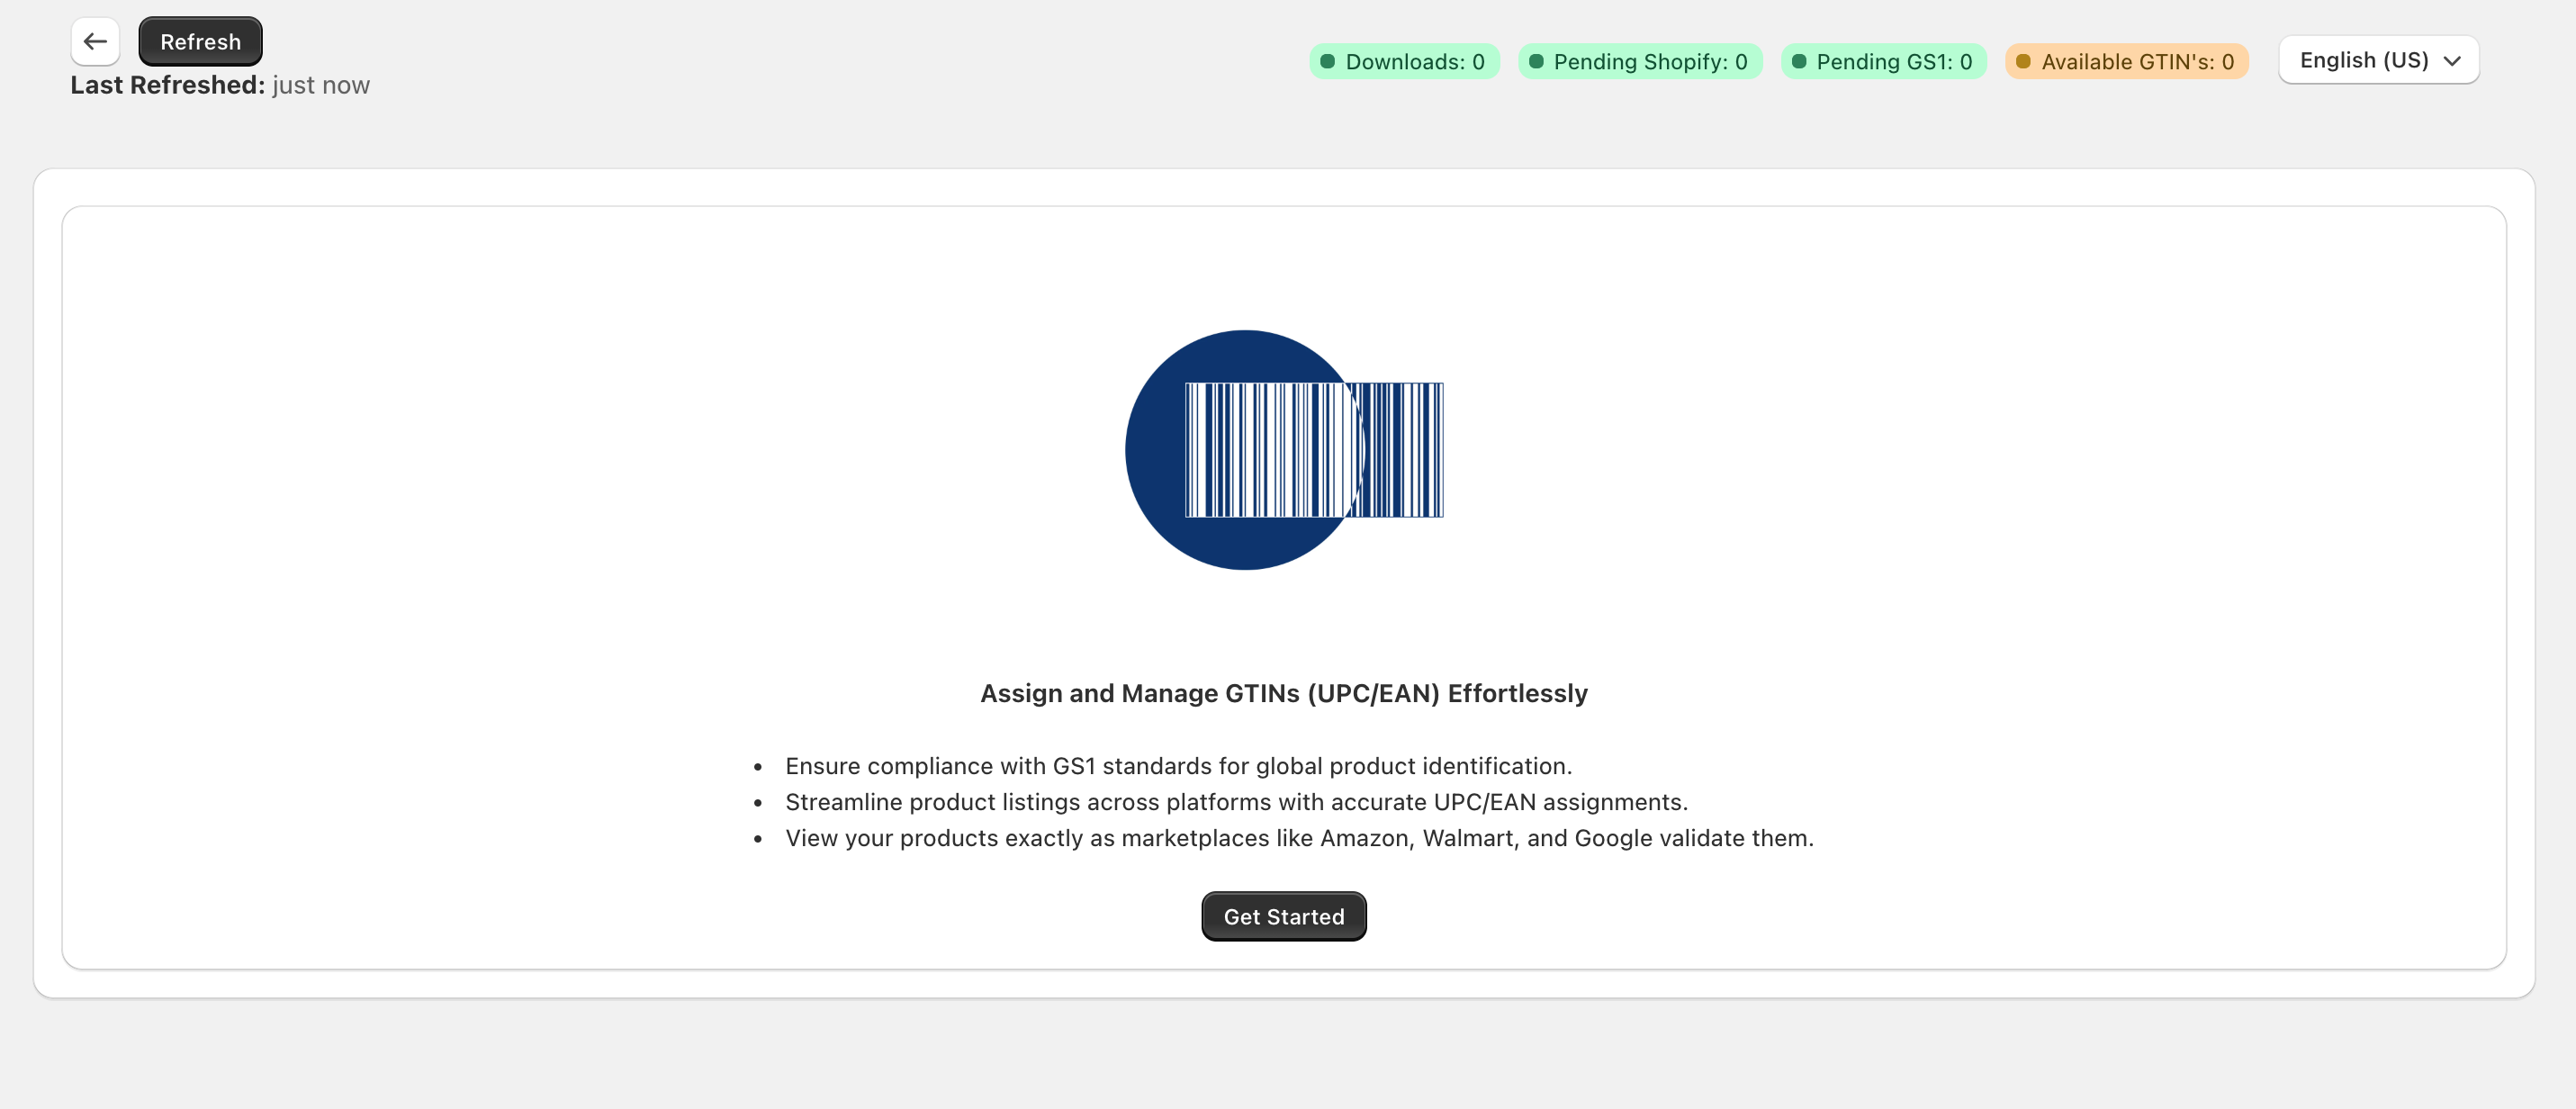 Refresh
Last Refreshed: just now
Downloads: 0
Pending Shopify: 0
Pending GS1: 0
Available GTIN's: 0
English (US)
Assign and Manage GTINs (UPC/EAN) Effortlessly
• Ensure compliance with GS1 standards for global product identification.
• Streamline product listings across platforms with accurate UPC/EAN assignments.
• View your products exactly as marketplaces like Amazon, Walmart, and Google validate them.
Get Started